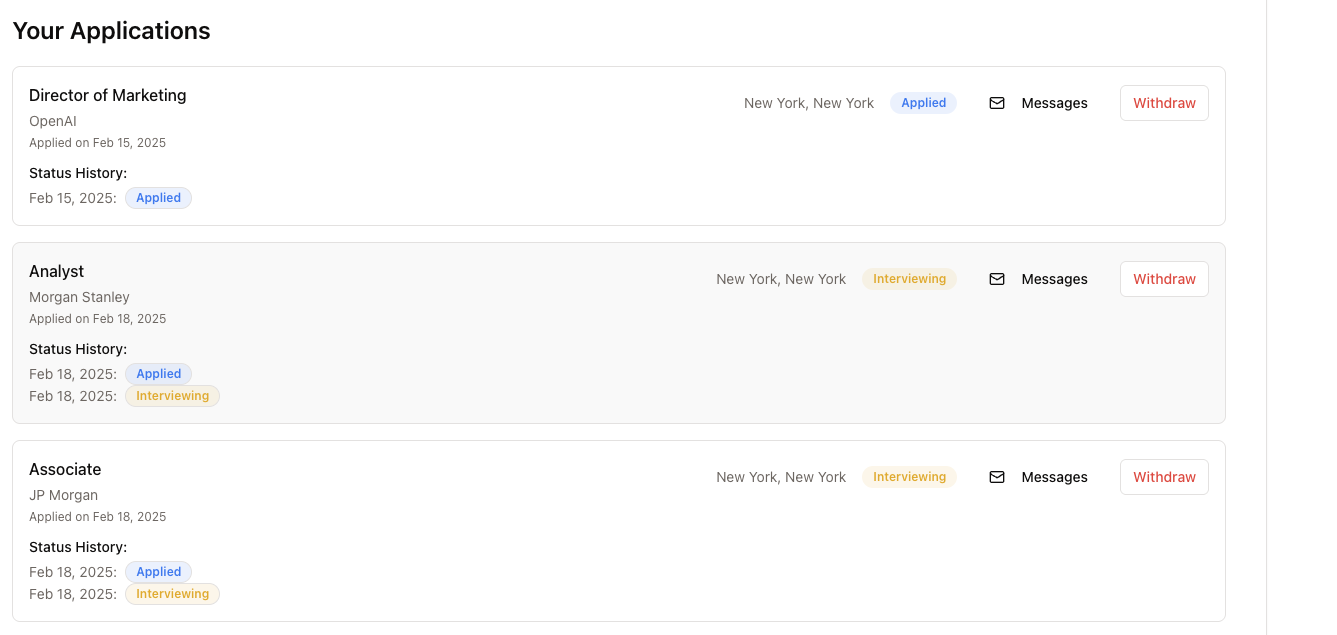 Your Applications
Director of Marketing
New York, New York Applied Messages Withdraw
OpenAI
Applied on Feb 15, 2025
Status History:
Feb 15, 2025: Applied
Analyst
New York, New York Interviewing Messages Withdraw
Morgan Stanley
Applied on Feb 18, 2025
Status History:
Feb 18, 2025: Applied
Feb 18, 2025: Interviewing
Associate
New York, New York Interviewing Messages Withdraw
JP Morgan
Applied on Feb 18, 2025
Status History:
Feb 18, 2025: Applied
Feb 18, 2025: Interviewing